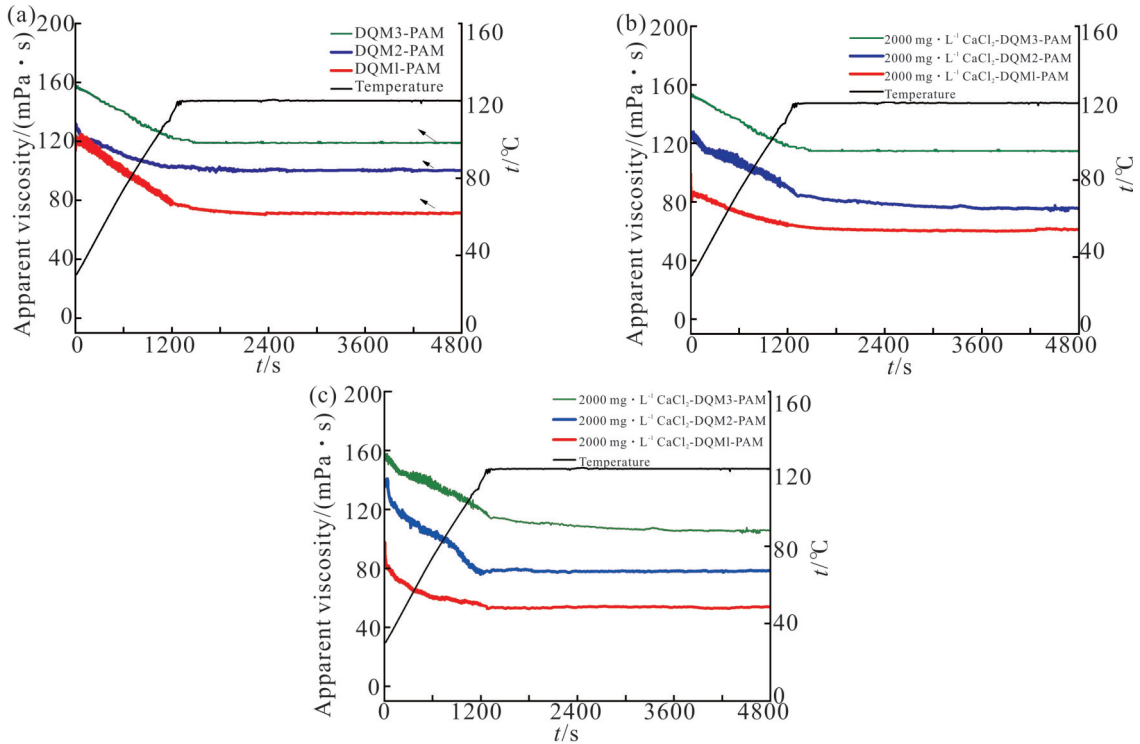 (a)
200
160
120
80
40
0
Apparent viscosity/(mPa·s)
DQM3-PAM
DQM2-PAM
DQM1-PAM
Temperature
160
120
80
40
0
t/℃
0 1200 2400 3600 4800
t/s
(b)
200
160
120
80
40
0
Apparent viscosity/(mPa·s)
2000 mg·L⁻¹ CaCl₂-DQM3-PAM
2000 mg·L⁻¹ CaCl₂-DQM2-PAM
2000 mg·L⁻¹ CaCl₂-DQM1-PAM
Temperature
160
120
80
40
0
t/℃
0 1200 2400 3600 4800
t/s
(c)
200
160
120
80
40
0
Apparent viscosity/(mPa·s)
2000 mg·L⁻¹ CaCl₂-DQM3-PAM
2000 mg·L⁻¹ CaCl₂-DQM2-PAM
2000 mg·L⁻¹ CaCl₂-DQM1-PAM
Temperature
160
120
80
40
0
t/℃
0 1200 2400 3600 4800
t/s